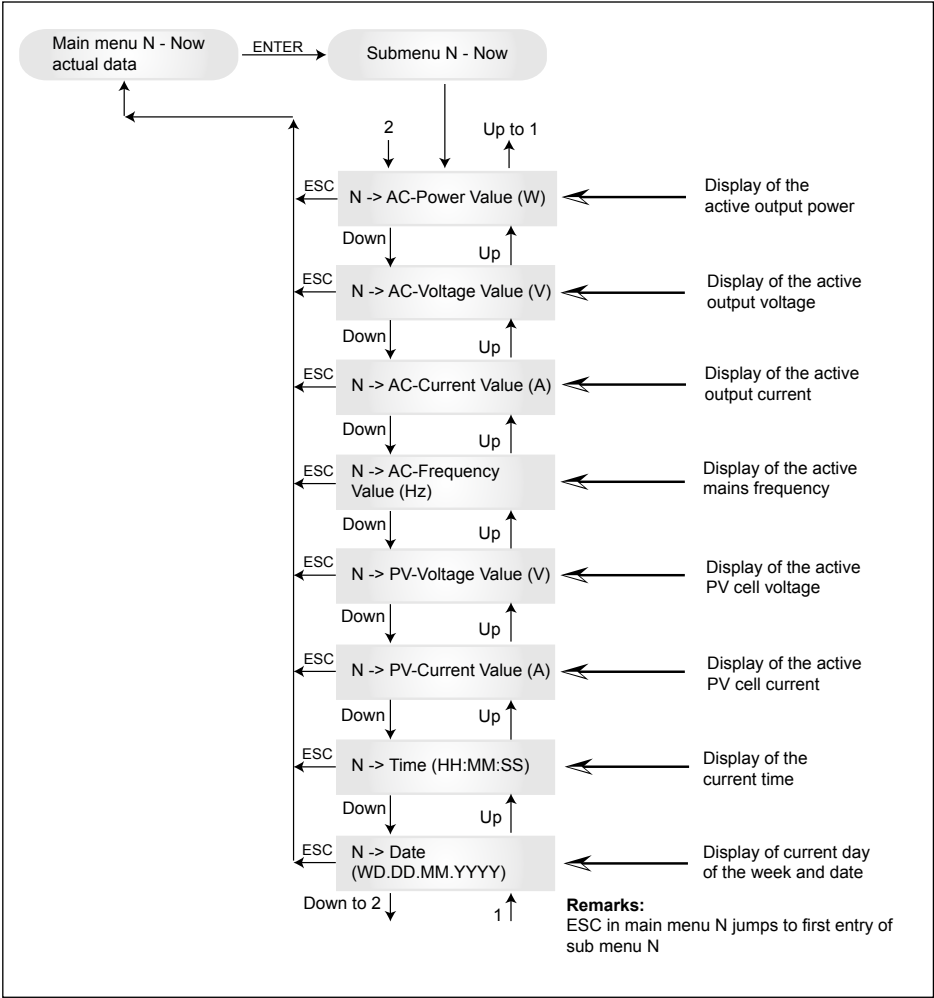 Main menu N - Now
actual data
ENTER
Submenu N - Now
2
Up to 1
ESC
N -> AC-Power Value (W)
Display of the
active output power
Down
Up
ESC
N -> AC-Voltage Value (V)
Display of the active
output voltage
Down
Up
ESC
N -> AC-Current Value (A)
Display of the active
output current
Down
Up
ESC
N -> AC-Frequency
Value (Hz)
Display of the active
mains frequency
Down
Up
ESC
N -> PV-Voltage Value (V)
Display of the active
PV cell voltage
Down
Up
ESC
N -> PV-Current Value (A)
Display of the active
PV cell current
Down
Up
ESC
N -> Time (HH:MM:SS)
Display of the
current time
Down
Up
ESC
N -> Date
(WD.DD.MM.YYYY)
Display of current day
of the week and date
Down to 2
1
Remarks:
ESC in main menu N jumps to first entry of
sub menu N